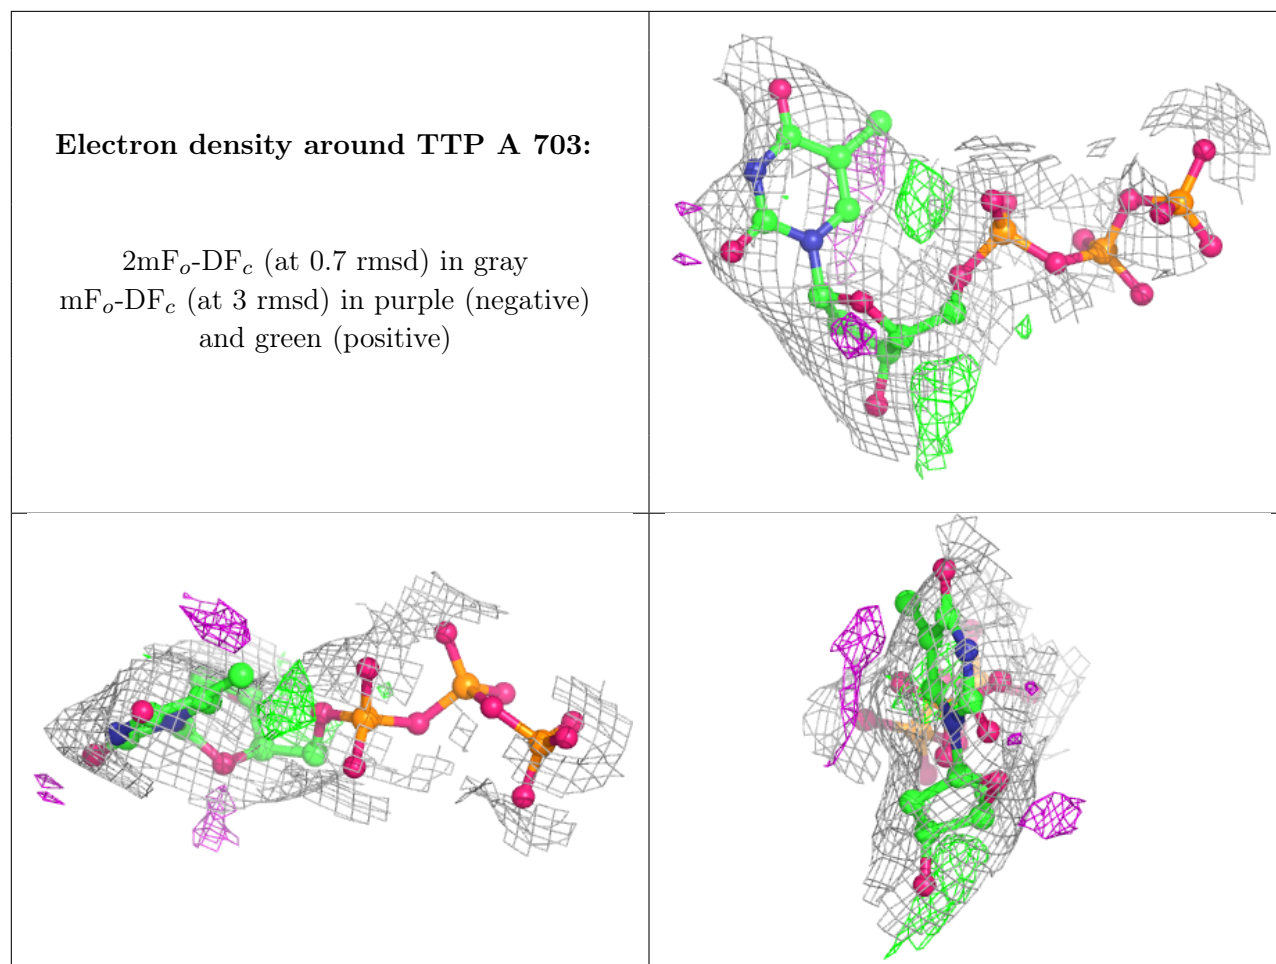 Electron density around TTP A 703:
2mFo-DFc (at 0.7 rmsd) in gray
mFo-DFc (at 3 rmsd) in purple (negative)
and green (positive)